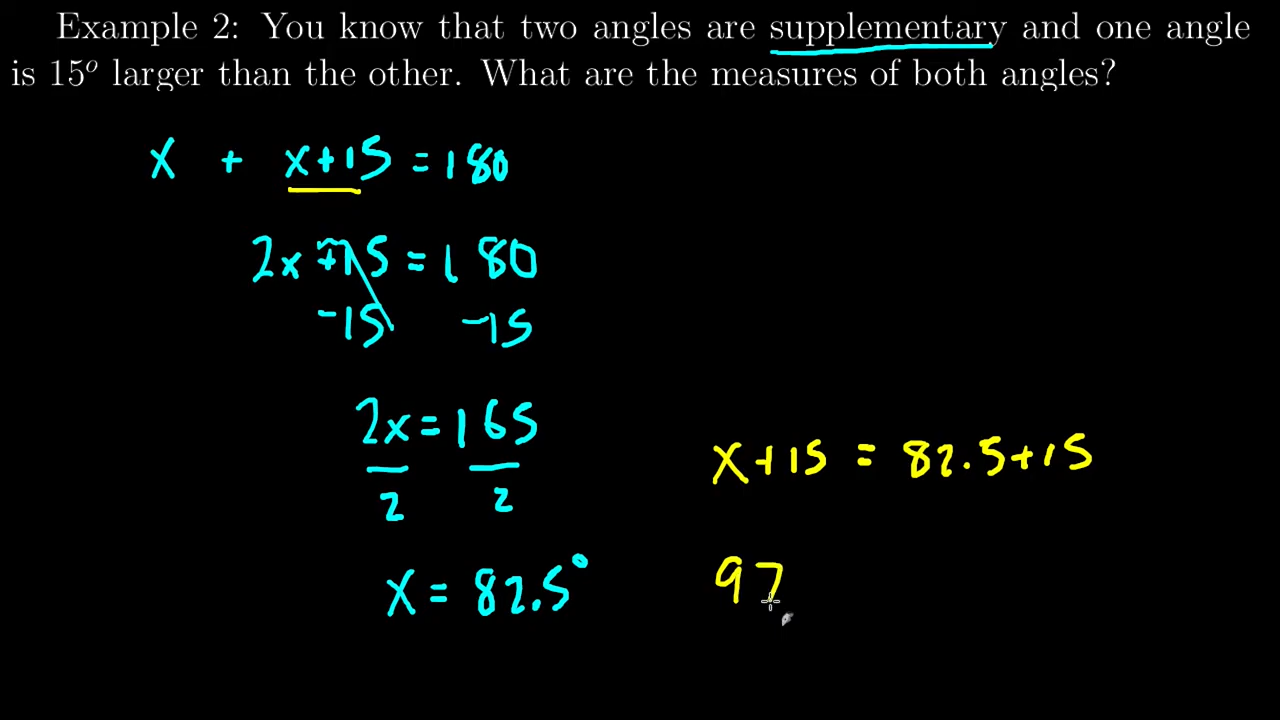 Example 2: You know that two angles are supplementary and one angle
is 15° larger than the other. What are the measures of both angles?
x + x+15 = 180
2x +15 = 180
-15 -15
2x = 165
2 2
x+15 = 82.5+15
x = 82.5°
97